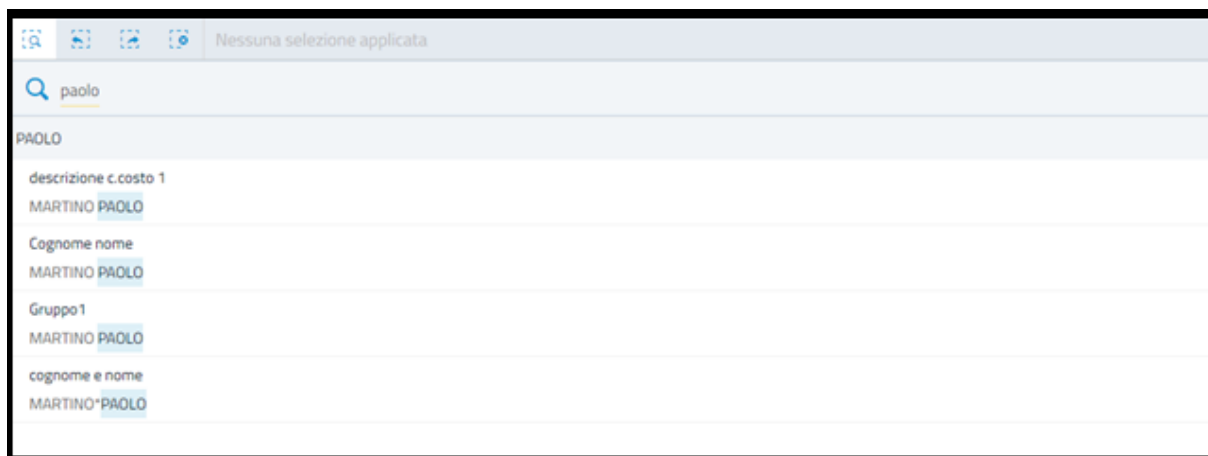 Nessuna selezione applicata
paolo
PAOLO
descrizione c.costo 1
MARTINO PAOLO
Cognome nome
MARTINO PAOLO
Gruppo1
MARTINO PAOLO
cognome e nome
MARTINO*PAOLO